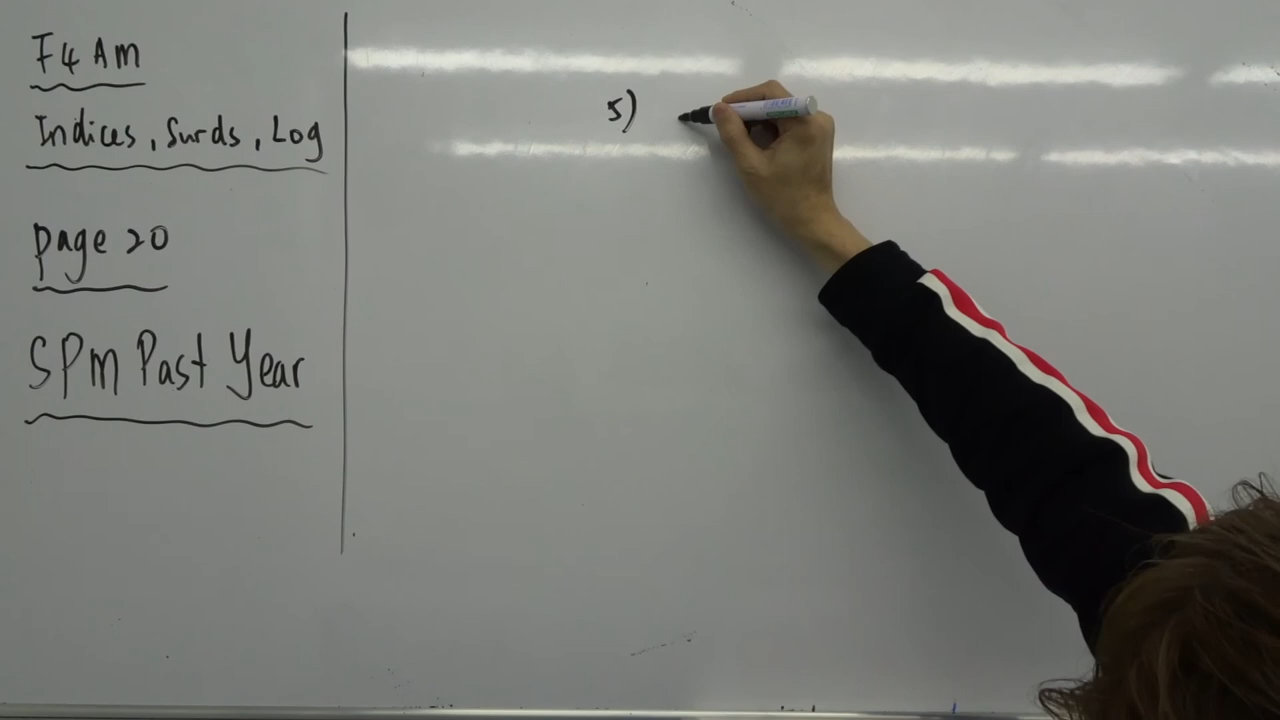 F4 Am
Indices, Surds, Log
page 20
SPM Past Year
5)